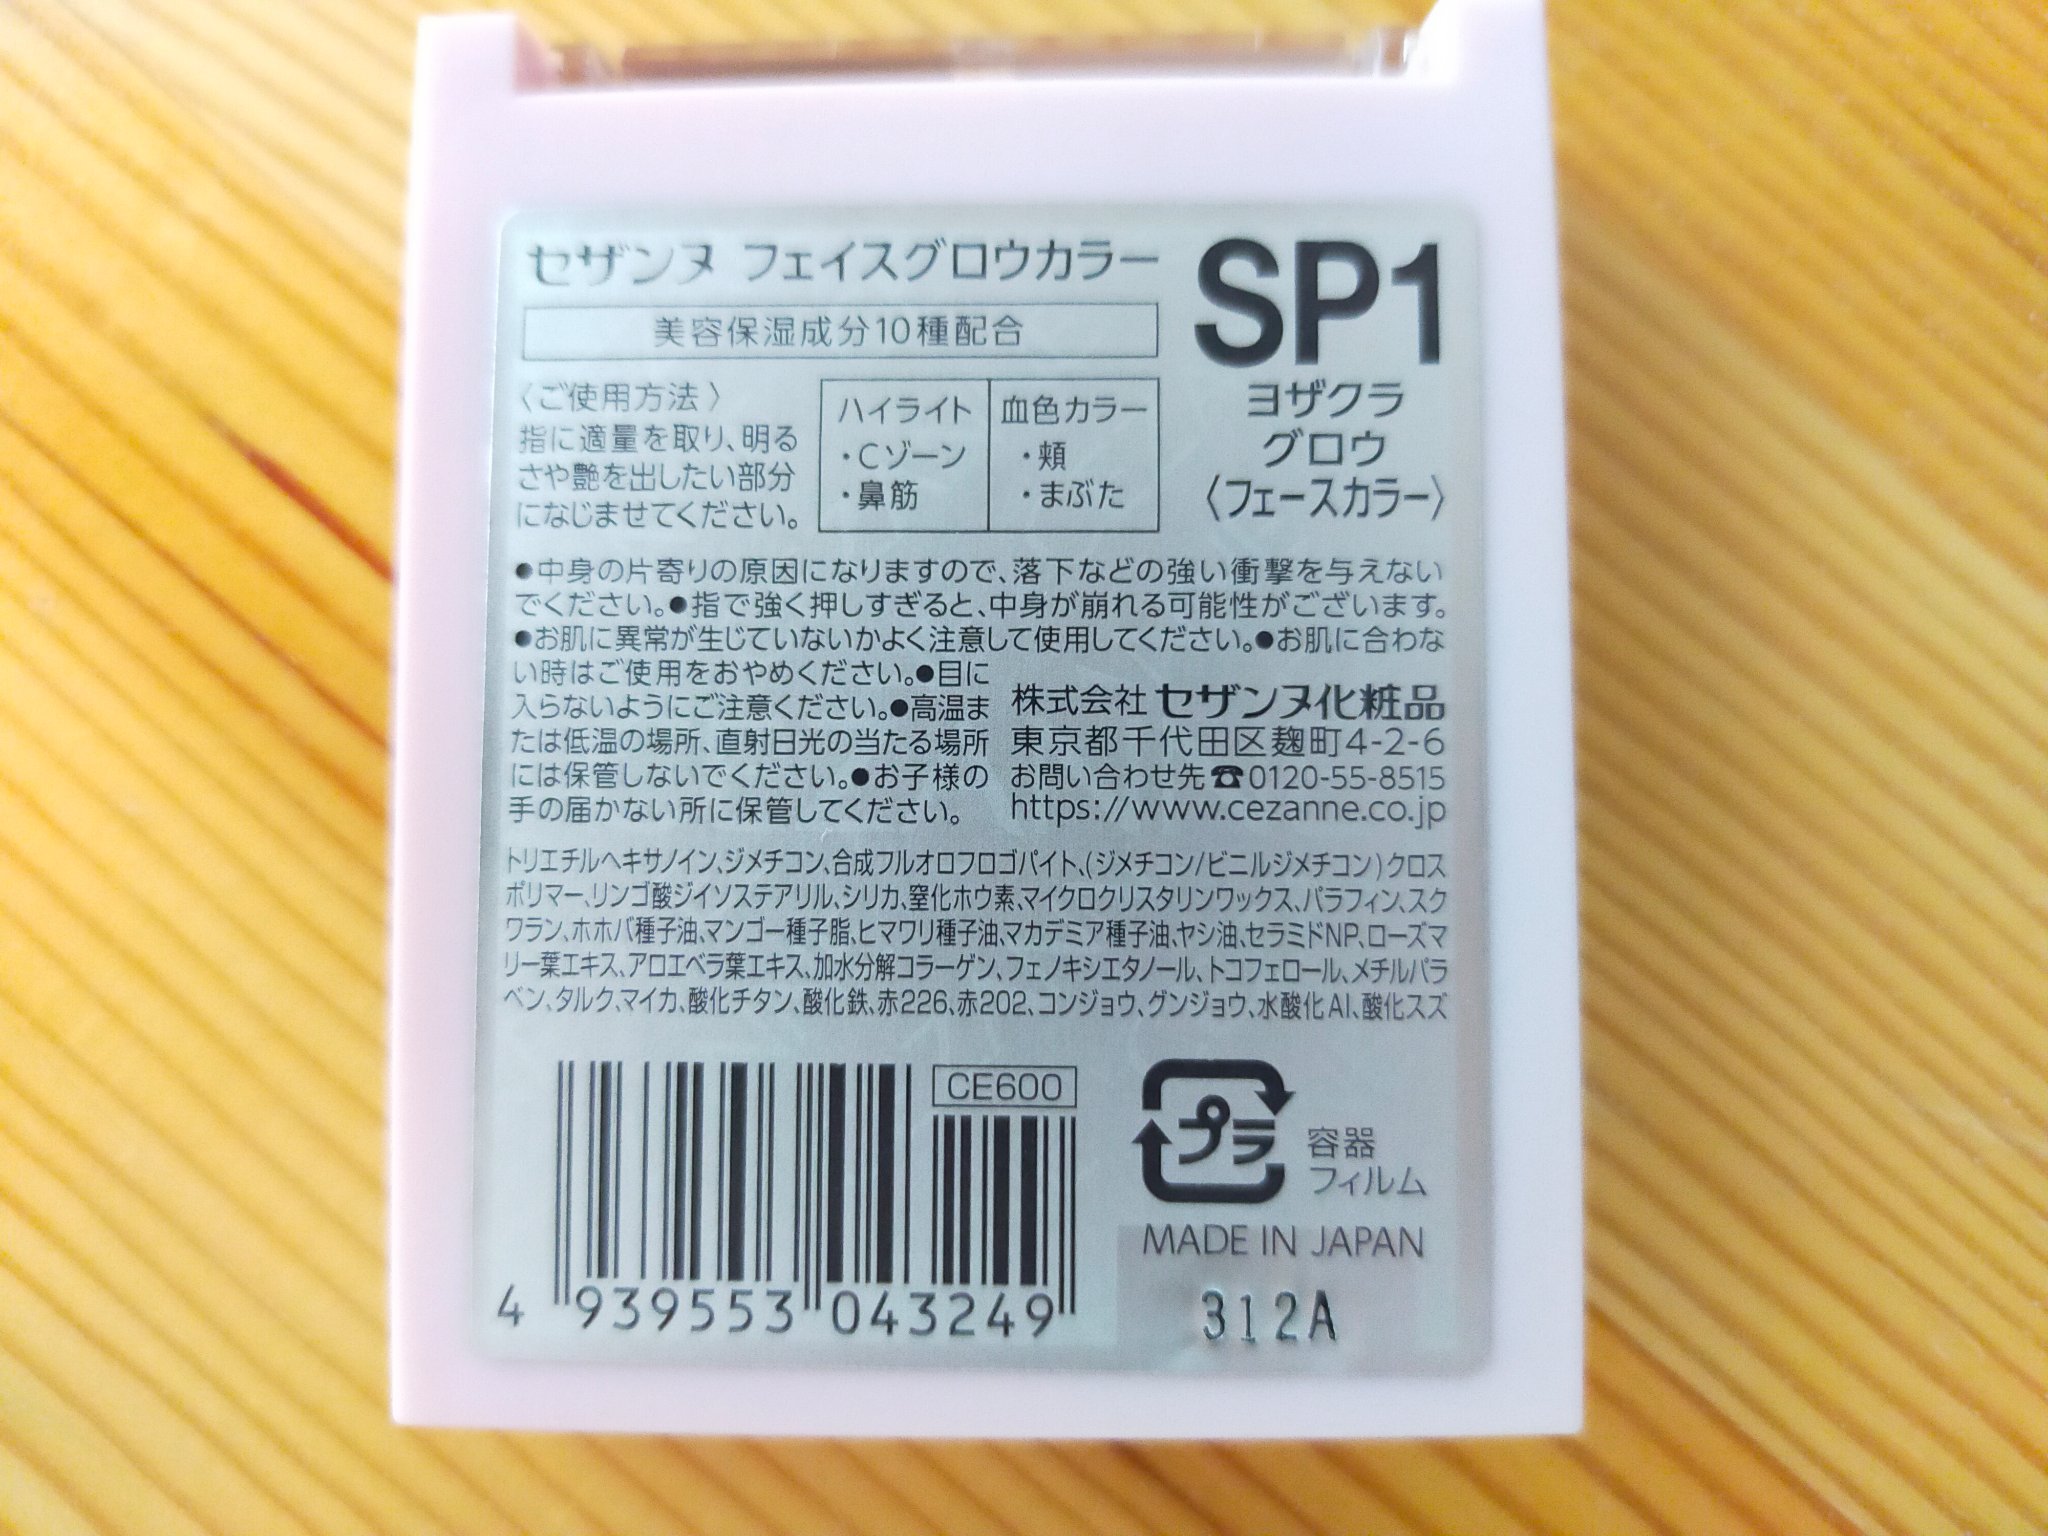 セザンヌ フェイスグロウカラー
SP1
美容保湿成分10種配合
ヨザクラ
グロウ
〈フェースカラー〉
〈ご使用方法〉
指に適量を取り、明る
さや艶を出したい部分
になじませてください。
ハイライト
・Cゾーン
・鼻筋
血色カラー
・頬
・まぶた
●中身の片寄りの原因になりますので、落下などの強い衝撃を与えない
でください。●指で強く押しすぎると、中身が崩れる可能性がございます。
●お肌に異常が生じていないかよく注意して使用してください。●お肌に合わな
い時はご使用をおやめください。●目に
入らないようにご注意ください。●高温ま
たは低温の場所、直射日光の当たる場所
には保管しないでください。●お子様の
手の届かない所に保管してください。
株式会社 セザンヌ化粧品
東京都千代田区麹町4-2-6
お問い合わせ先☎0120-55-8515
https://www.cezanne.co.jp
トリエチルヘキサノイン、ジメチコン、合成フルオロフロゴパイト、(ジメチコン/ビニルジメチコン)クロス
ポリマー、リンゴ酸ジイソステアリル、シリカ、窒化ホウ素、マイクロクリスタリンワックス、パラフィン、スク
ワラン、ホホバ種子油、マンゴー種子脂、ヒマワリ種子油、マカデミア種子油、ヤシ油、セラミドNP、ローズマ
リー葉エキス、アロエベラ葉エキス、加水分解コラーゲン、フェノキシエタノール、トコフェロール、メチルパラ
ベン、タルク、マイカ、酸化チタン、酸化鉄、赤226、赤202、コンジョウ、グンジョウ、水酸化Al、酸化スズ
CE600
4 939553 043249
プラ
容器
フィルム
MADE IN JAPAN
312A